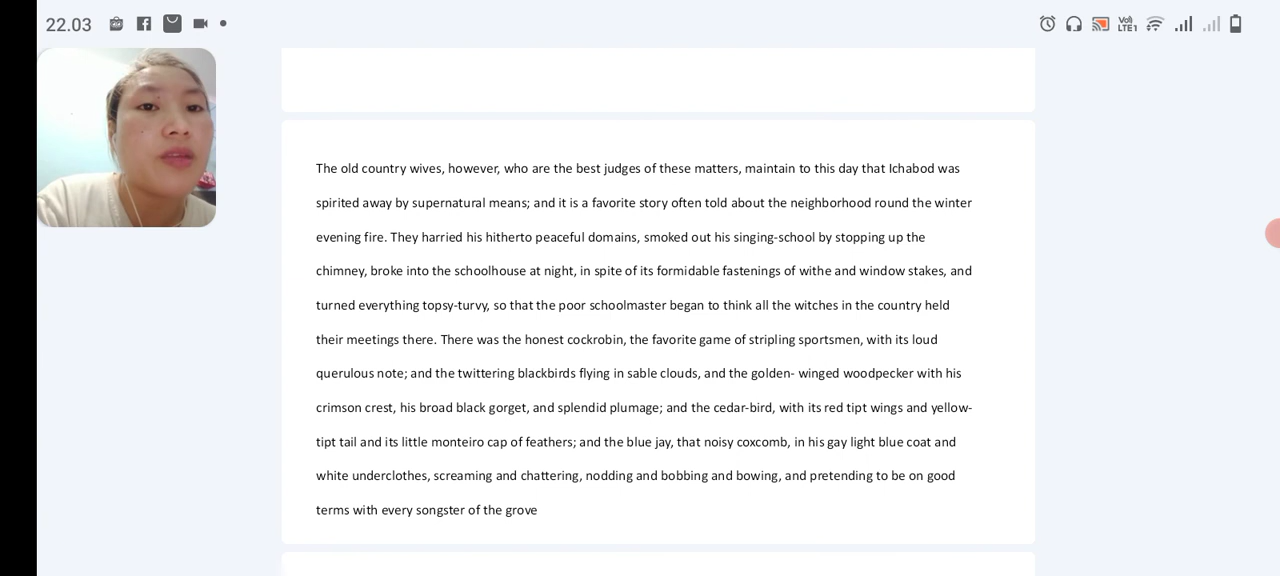 22.03
Vo))
LTE1
The old country wives, however, who are the best judges of these matters, maintain to this day that Ichabod was
spirited away by supernatural means; and it is a favorite story often told about the neighborhood round the winter
evening fire. They harried his hitherto peaceful domains, smoked out his singing-school by stopping up the
chimney, broke into the schoolhouse at night, in spite of its formidable fastenings of withe and window stakes, and
turned everything topsy-turvy, so that the poor schoolmaster began to think all the witches in the country held
their meetings there. There was the honest cockrobin, the favorite game of stripling sportsmen, with its loud
querulous note; and the twittering blackbirds flying in sable clouds, and the golden- winged woodpecker with his
crimson crest, his broad black gorget, and splendid plumage; and the cedar-bird, with its red tipt wings and yellow-
tipt tail and its little monteiro cap of feathers; and the blue jay, that noisy coxcomb, in his gay light blue coat and
white underclothes, screaming and chattering, nodding and bobbing and bowing, and pretending to be on good
terms with every songster of the grove